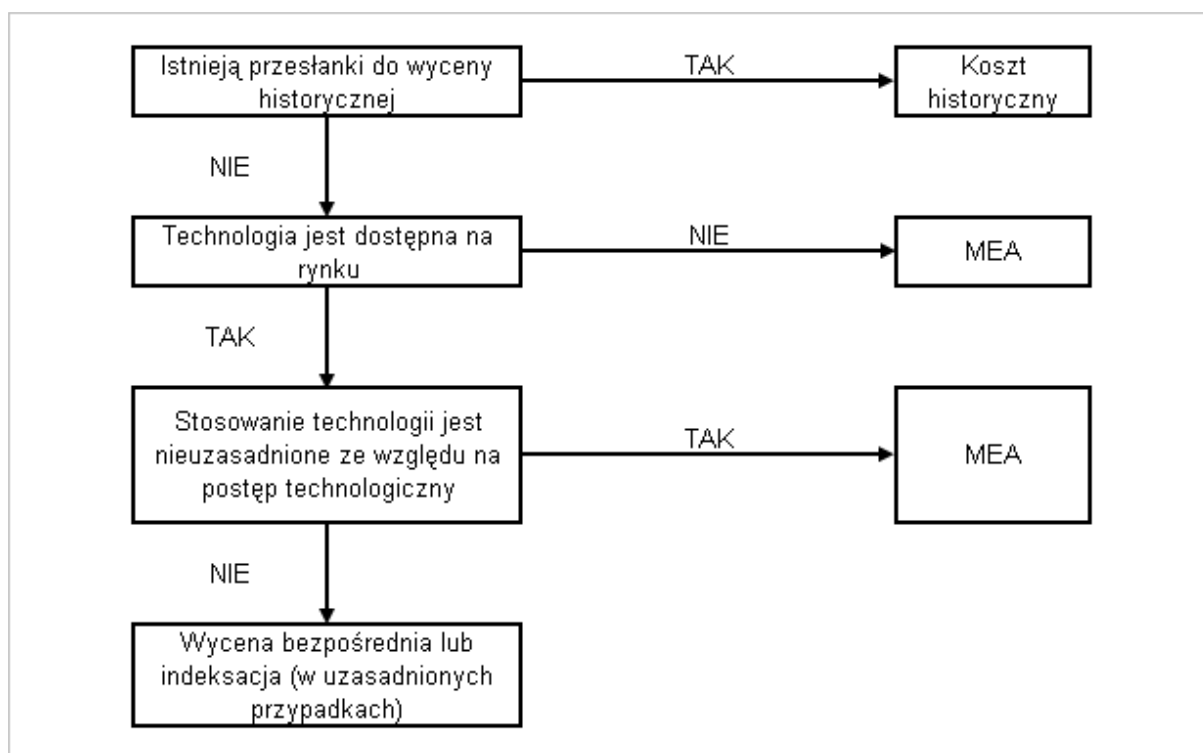 Istnieją przesłanki do wyceny
historycznej
TAK
Koszt
historyczny
NIE
Technologia jest dostępna na
rynku
NIE
MEA
TAK
Stosowanie technologii jest
nieuzasadnione ze względu na
postęp technologiczny
TAK
MEA
NIE
Wycena bezpośrednia lub
indeksacja (w uzasadnionych
przypadkach)